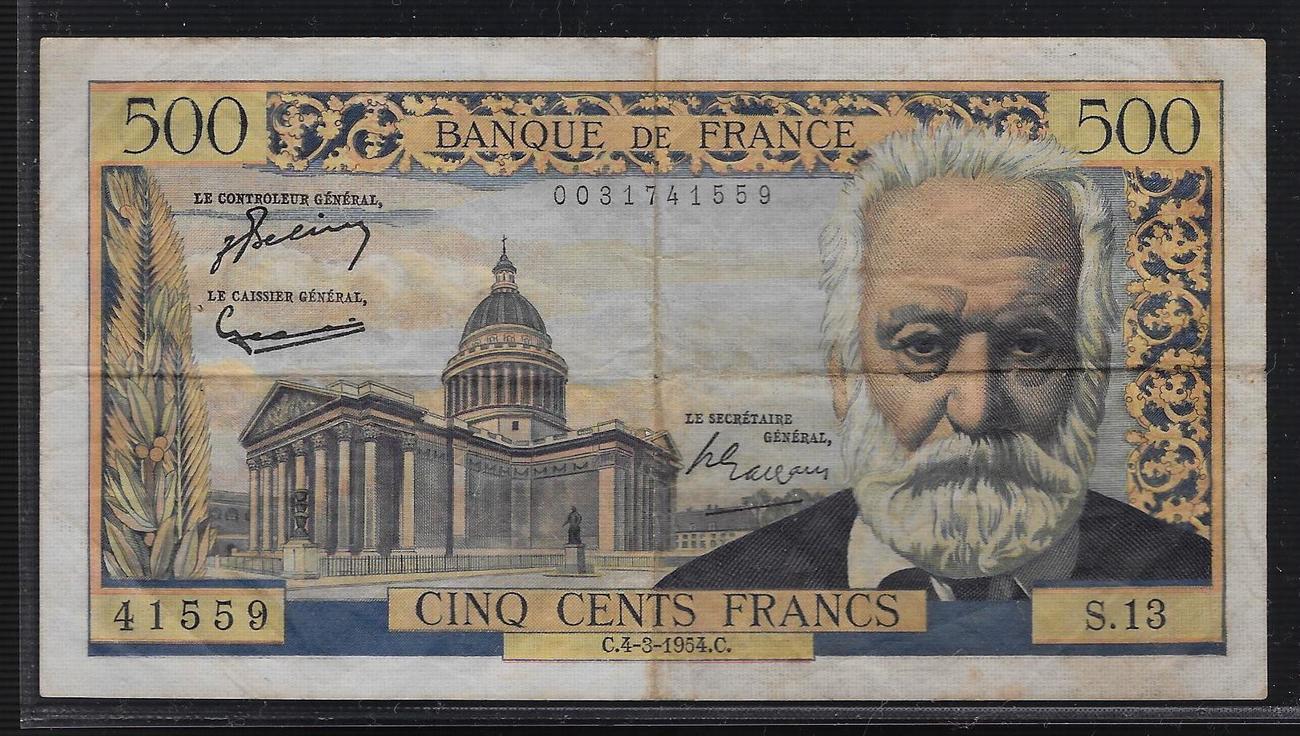 500
BANQUE DE FRANCE
500
0031741559
LE CONTROLEUR GÉNÉRAL,
LE CAISSIER GÉNÉRAL,
LE SECRÉTAIRE
GÉNÉRAL,
41559
CINQ CENTS FRANCS
S.13
C.4-3-1954.C.